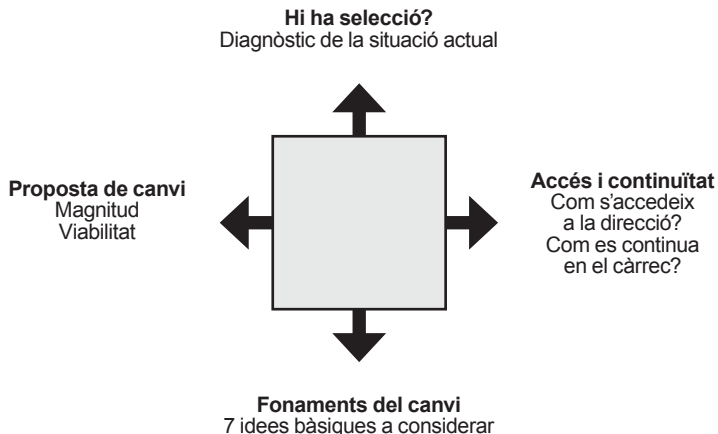 Hi ha selecció?
Diagnòstic de la situació actual
Proposta de canvi
Magnitud
Viabilitat
Accés i continuïtat
Com s'accedeix
a la direcció?
Com es continua
en el càrrec?
Fonaments del canvi
7 idees bàsiques a considerar